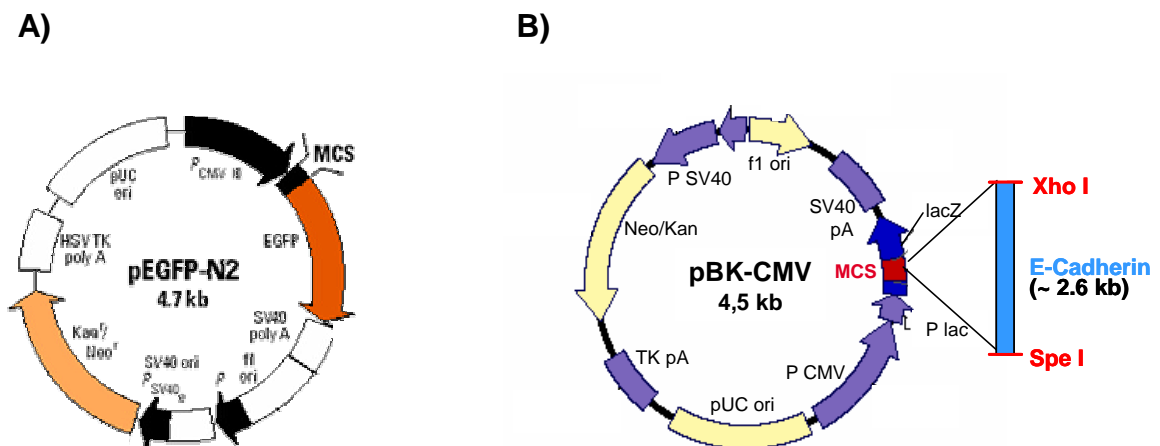 A)
P CMV IE
MCS
EGFP
SV40
poly A
f1
ori
P
SV40 ori
P SV40 e
Kanr/
Neor
HSV TK
poly A
pUC
ori
pEGFP-N2
4.7 kb
B)
f1 ori
P SV40
SV40
pA
lacZ
Neo/Kan
pBK-CMV
4,5 kb
MCS
P lac
P CMV
pUC ori
TK pA
Xho I
E-Cadherin
(~ 2.6 kb)
Spe I